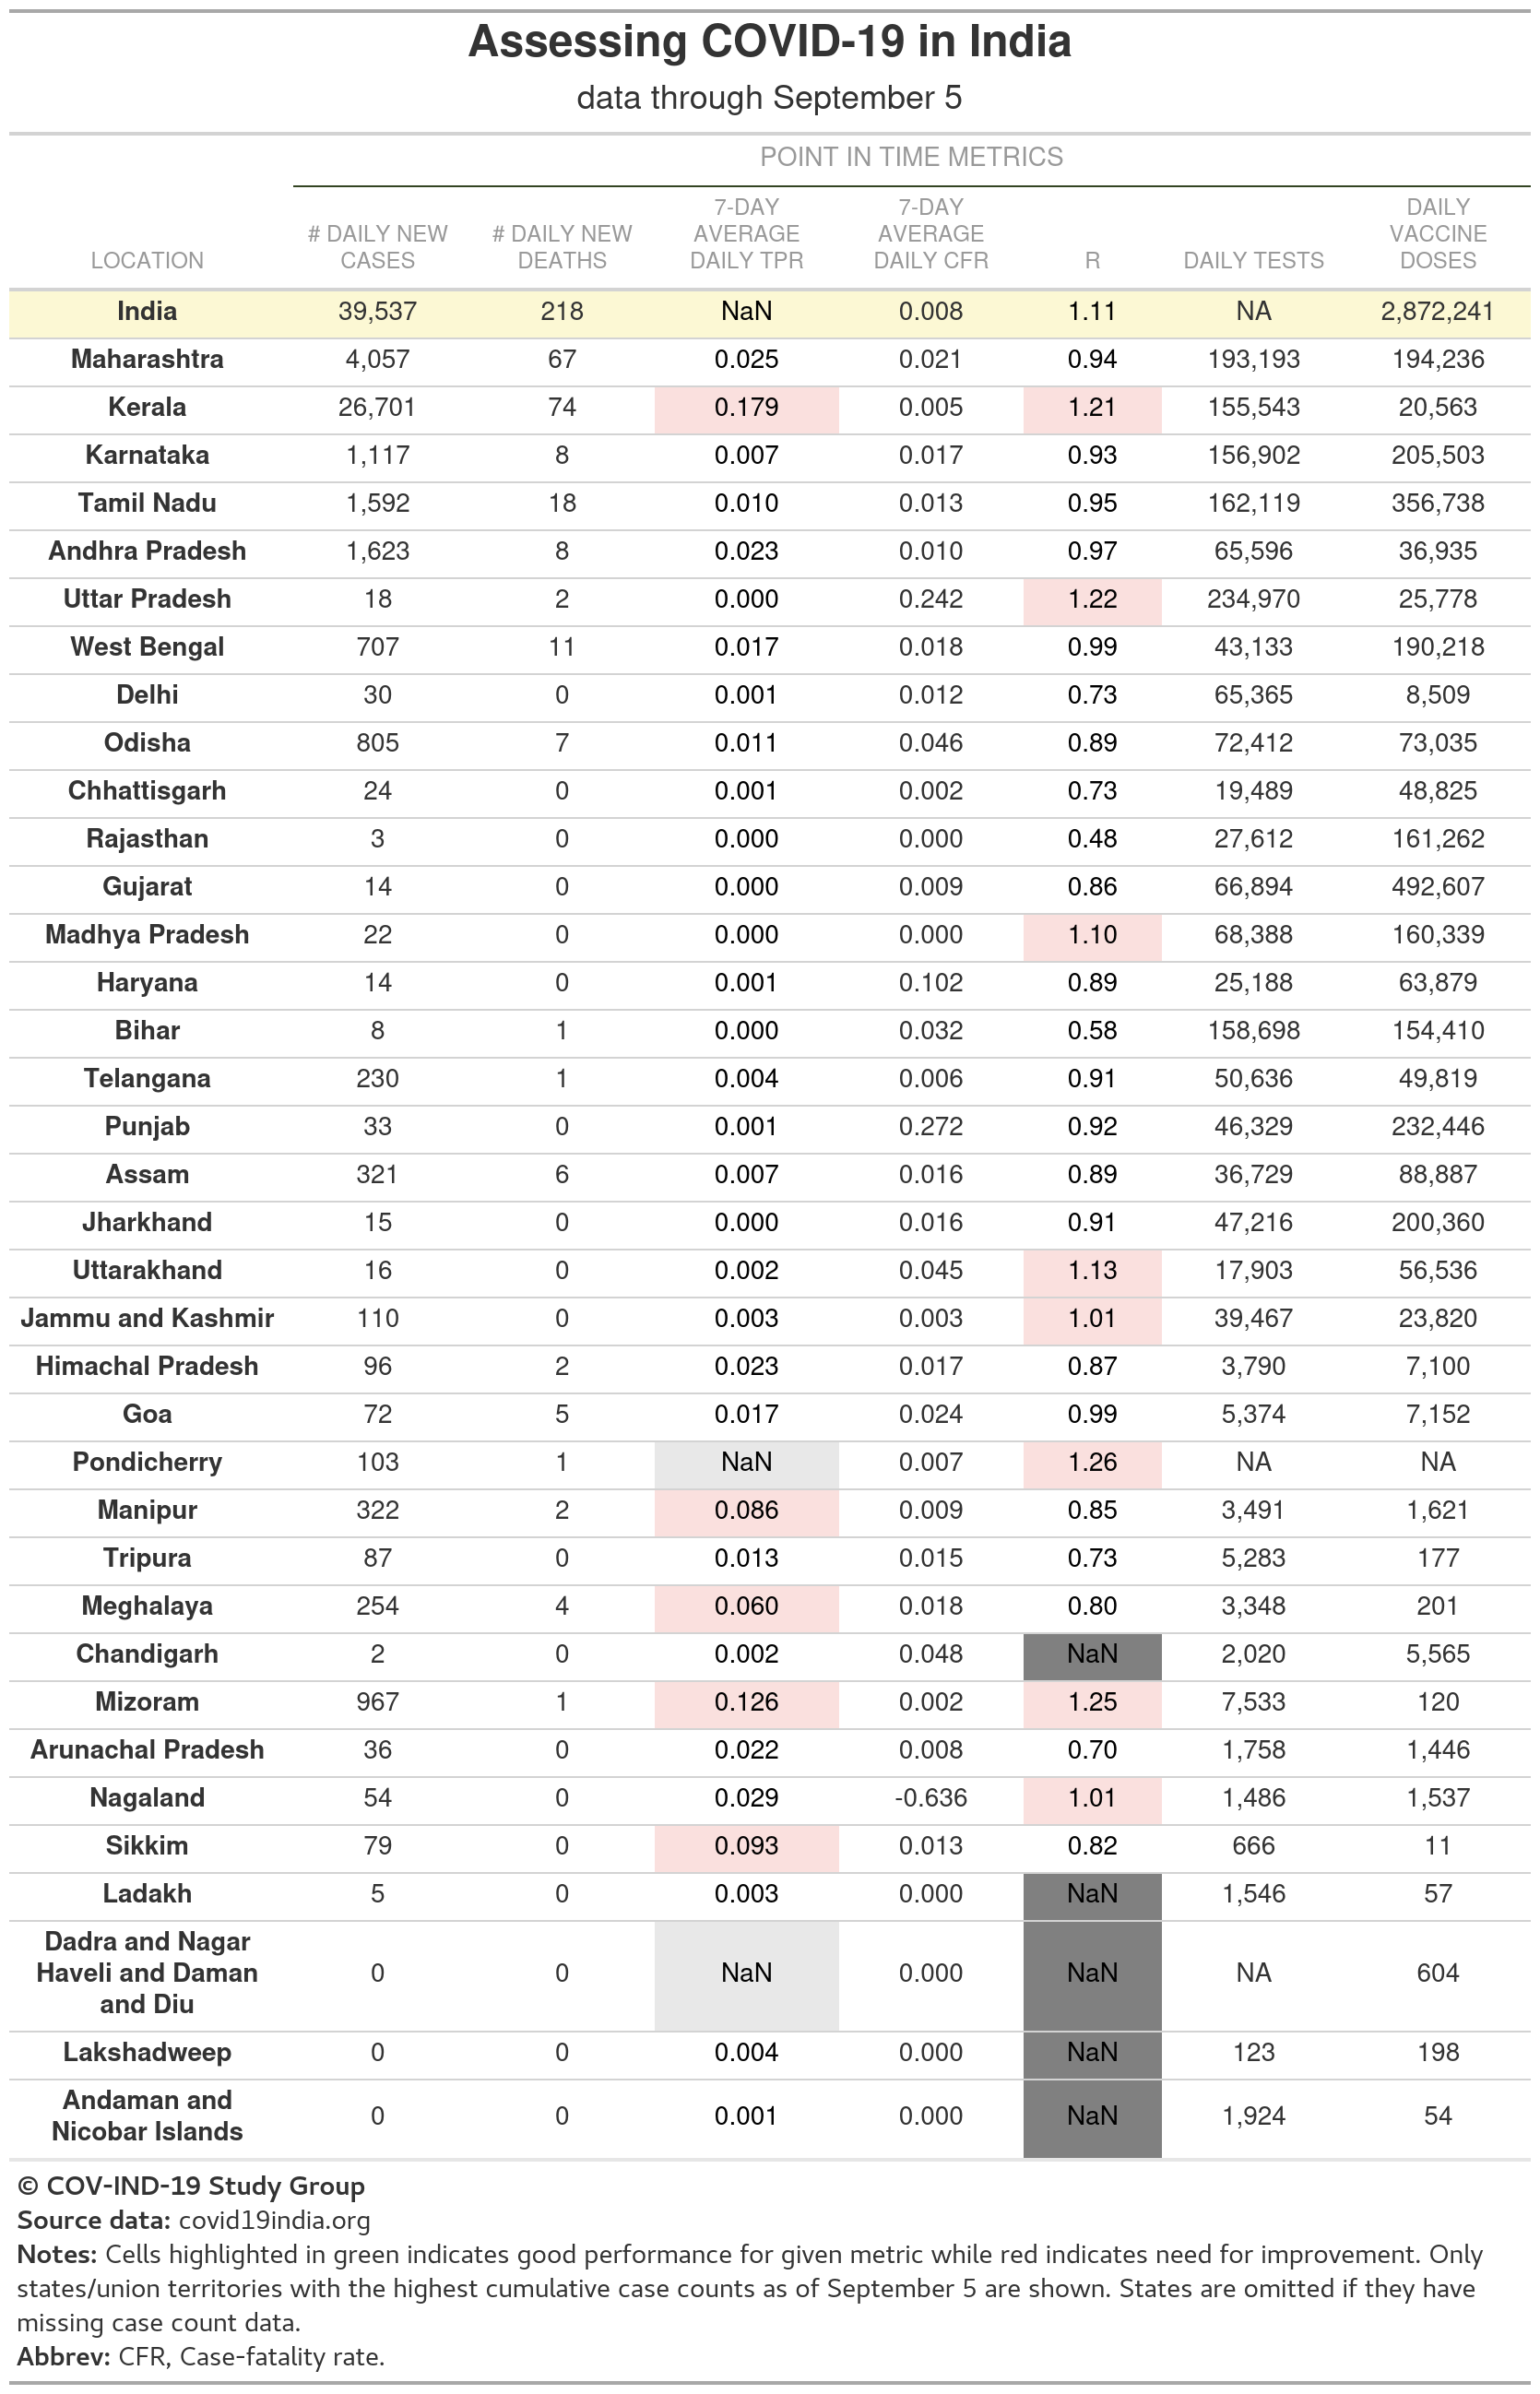 Assessing COVID-19 in India
data through September 5
POINT IN TIME METRICS
LOCATION # DAILY NEW CASES # DAILY NEW DEATHS 7-DAY AVERAGE DAILY TPR 7-DAY AVERAGE DAILY CFR R DAILY TESTS DAILY VACCINE DOSES
India 39,537 218 NaN 0.008 1.11 NA 2,872,241
Maharashtra 4,057 67 0.025 0.021 0.94 193,193 194,236
Kerala 26,701 74 0.179 0.005 1.21 155,543 20,563
Karnataka 1,117 8 0.007 0.017 0.93 156,902 205,503
Tamil Nadu 1,592 18 0.010 0.013 0.95 162,119 356,738
Andhra Pradesh 1,623 8 0.023 0.010 0.97 65,596 36,935
Uttar Pradesh 18 2 0.000 0.242 1.22 234,970 25,778
West Bengal 707 11 0.017 0.018 0.99 43,133 190,218
Delhi 30 0 0.001 0.012 0.73 65,365 8,509
Odisha 805 7 0.011 0.046 0.89 72,412 73,035
Chhattisgarh 24 0 0.001 0.002 0.73 19,489 48,825
Rajasthan 3 0 0.000 0.000 0.48 27,612 161,262
Gujarat 14 0 0.000 0.009 0.86 66,894 492,607
Madhya Pradesh 22 0 0.000 0.000 1.10 68,388 160,339
Haryana 14 0 0.001 0.102 0.89 25,188 63,879
Bihar 8 1 0.000 0.032 0.58 158,698 154,410
Telangana 230 1 0.004 0.006 0.91 50,636 49,819
Punjab 33 0 0.001 0.272 0.92 46,329 232,446
Assam 321 6 0.007 0.016 0.89 36,729 88,887
Jharkhand 15 0 0.000 0.016 0.91 47,216 200,360
Uttarakhand 16 0 0.002 0.045 1.13 17,903 56,536
Jammu and Kashmir 110 0 0.003 0.003 1.01 39,467 23,820
Himachal Pradesh 96 2 0.023 0.017 0.87 3,790 7,100
Goa 72 5 0.017 0.024 0.99 5,374 7,152
Pondicherry 103 1 NaN 0.007 1.26 NA NA
Manipur 322 2 0.086 0.009 0.85 3,491 1,621
Tripura 87 0 0.013 0.015 0.73 5,283 177
Meghalaya 254 4 0.060 0.018 0.80 3,348 201
Chandigarh 2 0 0.002 0.048 NaN 2,020 5,565
Mizoram 967 1 0.126 0.002 1.25 7,533 120
Arunachal Pradesh 36 0 0.022 0.008 0.70 1,758 1,446
Nagaland 54 0 0.029 -0.636 1.01 1,486 1,537
Sikkim 79 0 0.093 0.013 0.82 666 11
Ladakh 5 0 0.003 0.000 NaN 1,546 57
Dadra and Nagar Haveli and Daman and Diu 0 0 NaN 0.000 NaN NA 604
Lakshadweep 0 0 0.004 0.000 NaN 123 198
Andaman and Nicobar Islands 0 0 0.001 0.000 NaN 1,924 54
© COV-IND-19 Study Group
Source data: covid19india.org
Notes: Cells highlighted in green indicates good performance for given metric while red indicates need for improvement. Only
states/union territories with the highest cumulative case counts as of September 5 are shown. States are omitted if they have
missing case count data.
Abbrev: CFR, Case-fatality rate.